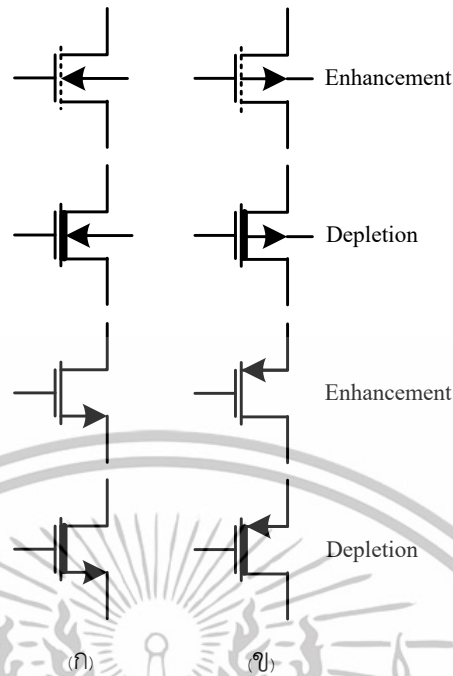 Enhancement
Depletion
Enhancement
Depletion
(ก) (ข)